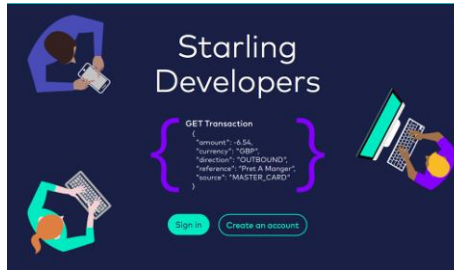 Starling
Developers
GET Transaction
{
"amount": -6.54,
"currency": "GBP",
"direction": "OUTBOUND",
"reference": "Pret A Manger",
"source": "MASTER_CARD"
}
Sign in
Create an account